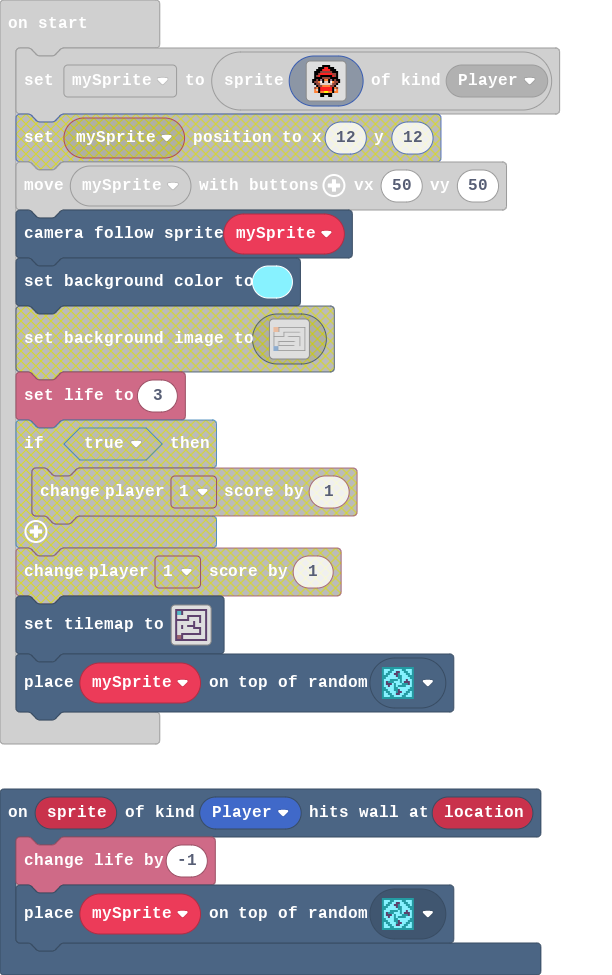 on start
set mySprite to sprite of kind Player
set mySprite position to x 12 y 12
move mySprite with buttons vx 50 vy 50
camera follow sprite mySprite
set background color to
set background image to
set life to 3
if true then
change player 1 score by 1
change player 1 score by 1
set tilemap to
place mySprite on top of random
on sprite of kind Player hits wall at location
change life by -1
place mySprite on top of random